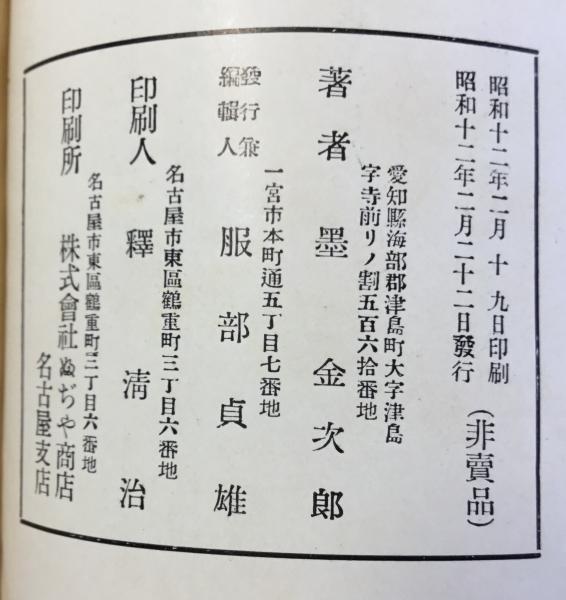 昭和十二年二月十九日印刷
昭和十二年二月二十二日發行
(非賣品)
愛知縣海部郡津島町大字津島
字寺前リノ割五百六拾番地
著者 墨金次郎
一宮市本町通五丁目七番地
發行兼
編輯人
服部貞雄
名古屋市東區鶴重町三丁目六番地
印刷人 釋淸治
名古屋市東區鶴重町三丁目六番地
印刷所 株式會社ぬぢや商店
名古屋支店